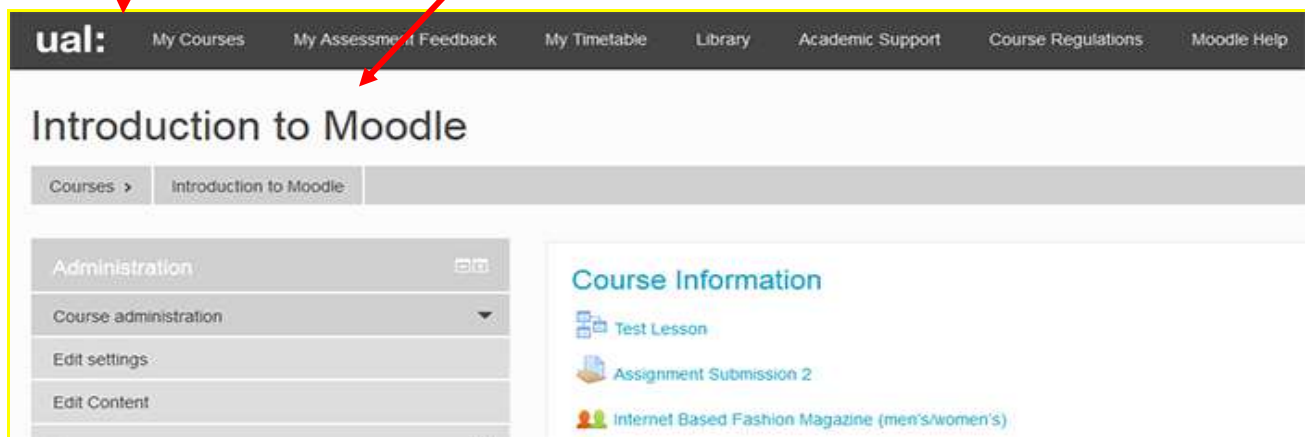 ual: My Courses My Assessment Feedback My Timetable Library Academic Support Course Regulations Moodle Help
Introduction to Moodle
Courses > Introduction to Moodle
Administration
Course administration
Edit settings
Edit Content
Course Information
Test Lesson
Assignment Submission 2
Internet Based Fashion Magazine (men's/women's)